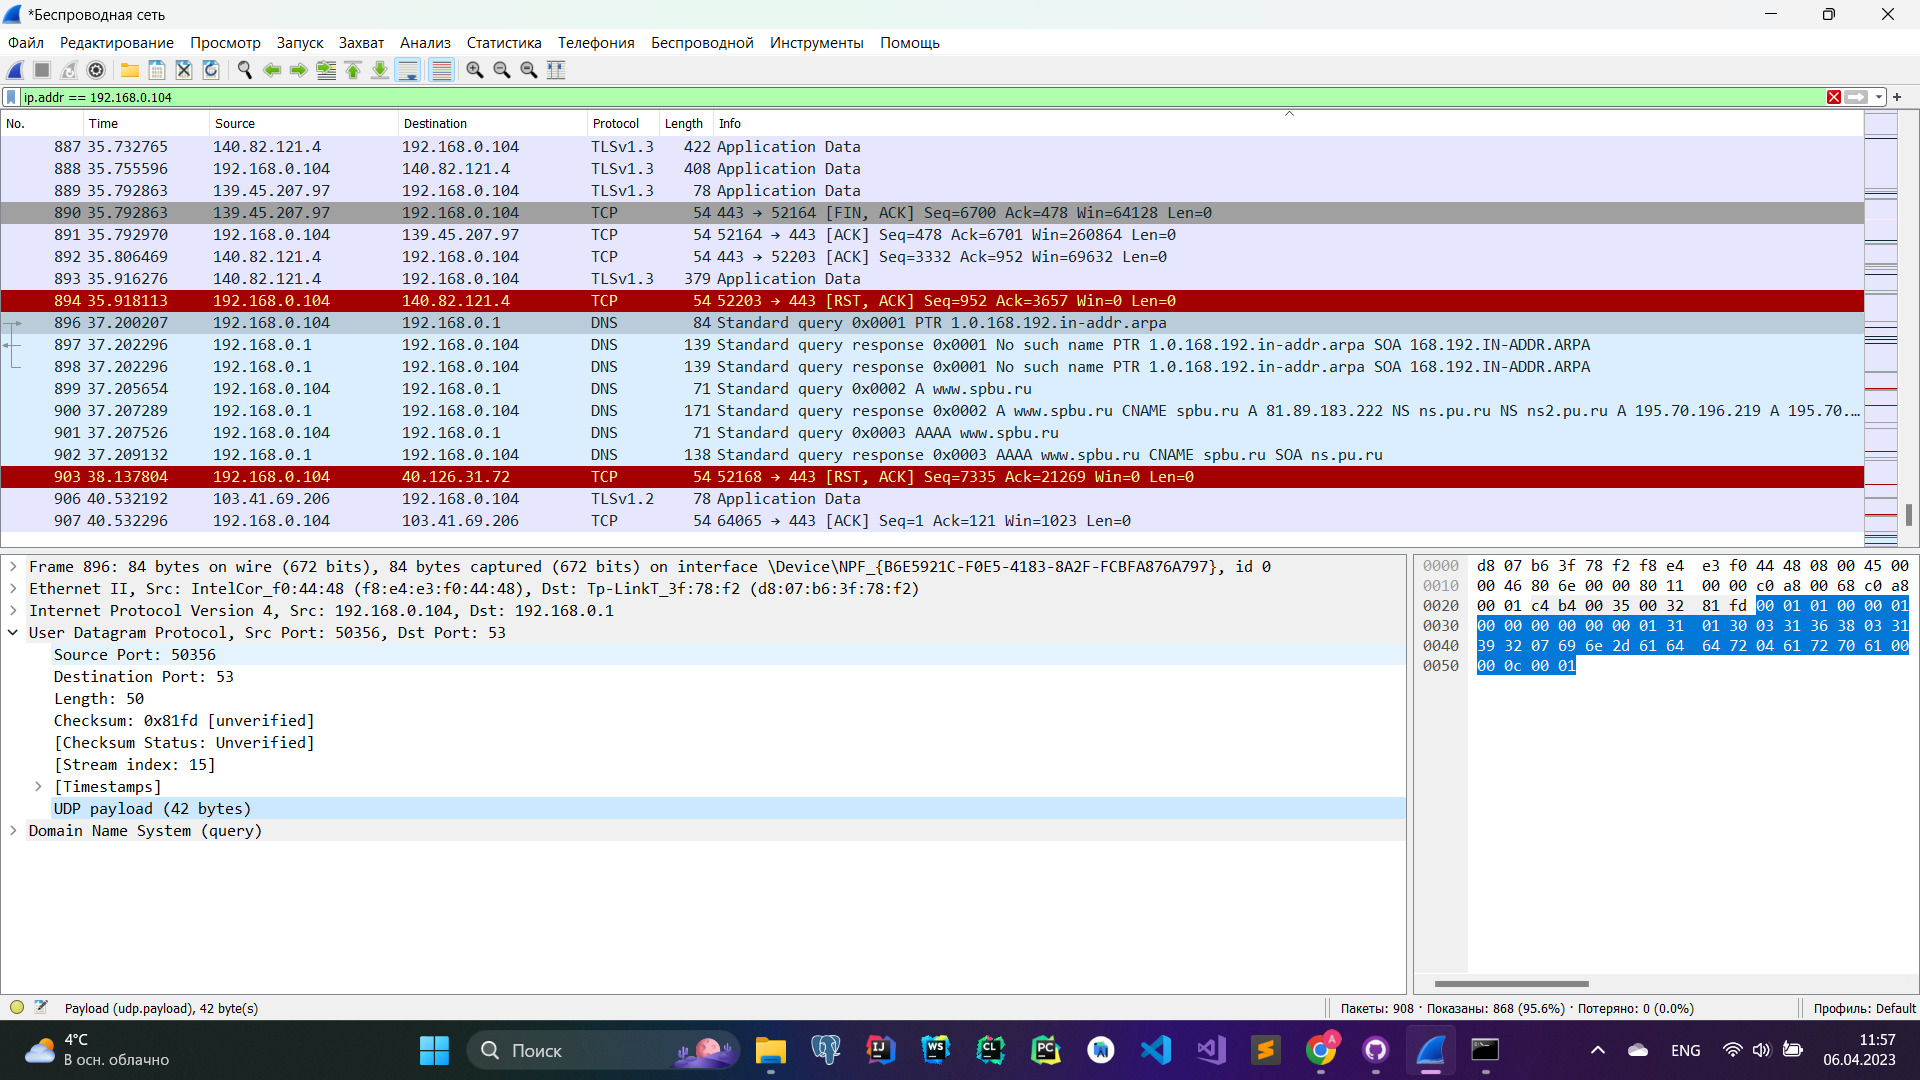 *Беспроводная сеть
Файл Редактирование Просмотр Запуск Захват Анализ Статистика Телефония Беспроводной Инструменты Помощь
ip.addr == 192.168.0.104
No. Time Source Destination Protocol Length Info
887 35.732765 140.82.121.4 192.168.0.104 TLSv1.3 422 Application Data
888 35.755596 192.168.0.104 140.82.121.4 TLSv1.3 408 Application Data
889 35.792863 139.45.207.97 192.168.0.104 TLSv1.3 78 Application Data
890 35.792863 139.45.207.97 192.168.0.104 TCP 54 443 → 52164 [FIN, ACK] Seq=6700 Ack=478 Win=64128 Len=0
891 35.792970 192.168.0.104 139.45.207.97 TCP 54 52164 → 443 [ACK] Seq=478 Ack=6701 Win=260864 Len=0
892 35.806469 140.82.121.4 192.168.0.104 TCP 54 443 → 52203 [ACK] Seq=3332 Ack=952 Win=69632 Len=0
893 35.916276 140.82.121.4 192.168.0.104 TLSv1.3 379 Application Data
894 35.918113 192.168.0.104 140.82.121.4 TCP 54 52203 → 443 [RST, ACK] Seq=952 Ack=3657 Win=0 Len=0
896 37.200207 192.168.0.104 192.168.0.1 DNS 84 Standard query 0x0001 PTR 1.0.168.192.in-addr.arpa
897 37.202296 192.168.0.1 192.168.0.104 DNS 139 Standard query response 0x0001 No such name PTR 1.0.168.192.in-addr.arpa SOA 168.192.IN-ADDR.ARPA
898 37.202296 192.168.0.1 192.168.0.104 DNS 139 Standard query response 0x0001 No such name PTR 1.0.168.192.in-addr.arpa SOA 168.192.IN-ADDR.ARPA
899 37.205654 192.168.0.104 192.168.0.1 DNS 71 Standard query 0x0002 A www.spbu.ru
900 37.207289 192.168.0.1 192.168.0.104 DNS 171 Standard query response 0x0002 A www.spbu.ru CNAME spbu.ru A 81.89.183.222 NS ns.pu.ru NS ns2.pu.ru A 195.70.196.219 A 195.70.…
901 37.207526 192.168.0.104 192.168.0.1 DNS 71 Standard query 0x0003 AAAA www.spbu.ru
902 37.209132 192.168.0.1 192.168.0.104 DNS 138 Standard query response 0x0003 AAAA www.spbu.ru CNAME spbu.ru SOA ns.pu.ru
903 38.137804 192.168.0.104 40.126.31.72 TCP 54 52168 → 443 [RST, ACK] Seq=7335 Ack=21269 Win=0 Len=0
906 40.532192 103.41.69.206 192.168.0.104 TLSv1.2 78 Application Data
907 40.532296 192.168.0.104 103.41.69.206 TCP 54 64065 → 443 [ACK] Seq=1 Ack=121 Win=1023 Len=0
Frame 896: 84 bytes on wire (672 bits), 84 bytes captured (672 bits) on interface \Device\NPF_{B6E5921C-F0E5-4183-8A2F-FCBFA876A797}, id 0
Ethernet II, Src: IntelCor_f0:44:48 (f8:e4:e3:f0:44:48), Dst: Tp-LinkT_3f:78:f2 (d8:07:b6:3f:78:f2)
Internet Protocol Version 4, Src: 192.168.0.104, Dst: 192.168.0.1
User Datagram Protocol, Src Port: 50356, Dst Port: 53
Source Port: 50356
Destination Port: 53
Length: 50
Checksum: 0x81fd [unverified]
[Checksum Status: Unverified]
[Stream index: 15]
[Timestamps]
UDP payload (42 bytes)
Domain Name System (query)
0000 d8 07 b6 3f 78 f2 f8 e4 e3 f0 44 48 08 00 45 00
0010 00 46 80 6e 00 00 80 11 00 00 c0 a8 00 68 c0 a8
0020 00 01 c4 b4 00 35 00 32 81 fd 00 01 01 00 00 01
0030 00 00 00 00 00 00 01 31 01 30 03 31 36 38 03 31
0040 39 32 07 69 6e 2d 61 64 64 72 04 61 72 70 61 00
0050 00 0c 00 01
Payload (udp.payload), 42 byte(s)
Пакеты: 908 · Показаны: 868 (95.6%) · Потеряно: 0 (0.0%)
Профиль: Default
4°C
В осн. облачно
Поиск
IJ
WS
CL
PC
A
ENG
11:57
06.04.2023